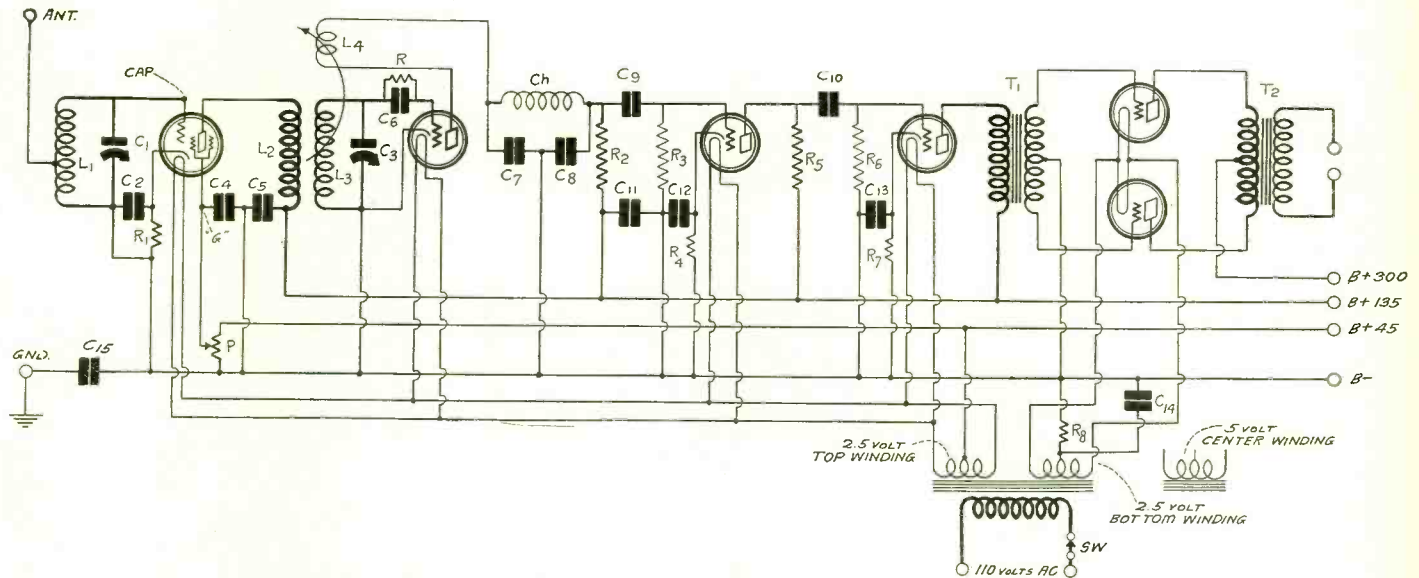 ANT.
CAP
L1
C1
C2
R1
C4
C5
"G"
L2
L3
L4
R
C6
C3
Ch
C7
C8
C9
R2
R3
C11
C12
R4
C10
R5
R6
C13
R7
T1
T2
B+300
B+135
B+45
B-
GND.
C15
P
C14
R8
2.5 VOLT
TOP WINDING
.5 VOLT
CENTER WINDING
2.5 VOLT
BOTTOM WINDING
SW
110 VOLTS AC